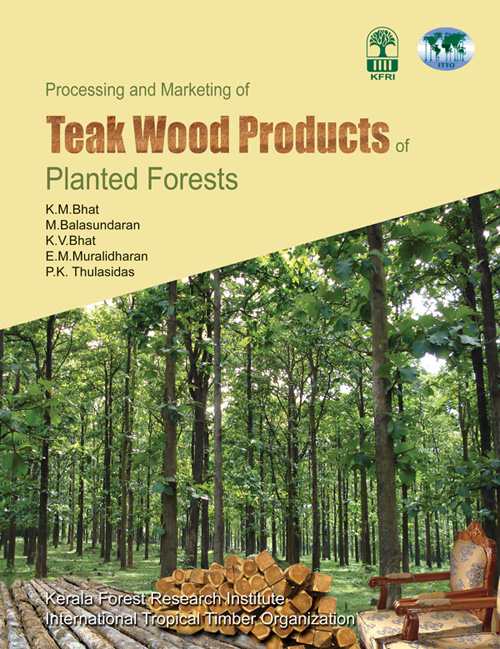 KFRI
ITTO
Processing and Marketing of
Teak Wood Products of
Planted Forests
K.M.Bhat
M.Balasundaran
K.V.Bhat
E.M.Muralidharan
P.K. Thulasidas
Kerala Forest Research Institute
International Tropical Timber Organization